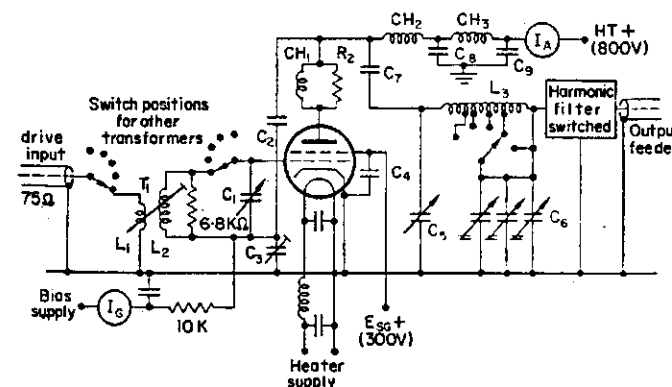 CH2
CH3
IA
HT+
(800V)
CH1
R2
C8
C9
C7
Switch positions
for other
transformers
C2
L3
Harmonic
filter
switched
Output
feeder
drive
input
75Ω
T1
C1
C4
6.8KΩ
L1
L2
C3
C5
C6
Bias
supply
IG
10K
ESG+
(300V)
Heater
supply